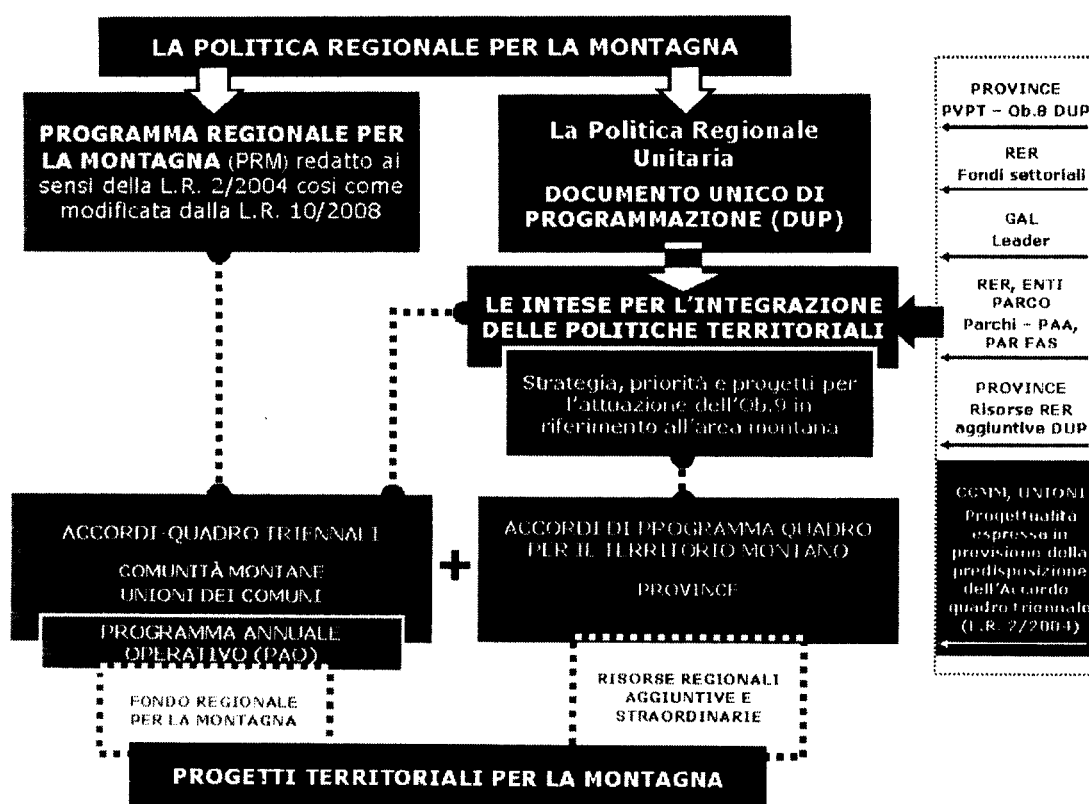 LA POLITICA REGIONALE PER LA MONTAGNA
PROGRAMMA REGIONALE PER
LA MONTAGNA (PRM) redatto ai
sensi della L.R. 2/2004 così come
modificata dalla L.R. 10/2008
La Politica Regionale
Unitaria
DOCUMENTO UNICO DI
PROGRAMMAZIONE (DUP)
LE INTESE PER L'INTEGRAZIONE
DELLE POLITICHE TERRITORIALI
Strategia, priorità e progetti per
l'attuazione dell'Ob.9 in
riferimento all'area montana
PROVINCE
PVPT - Ob.8 DUP
RER
Fondi settoriali
GAL
Leader
RER, ENTI
PARCO
Parchi - PAA,
PAR FAS
PROVINCE
Risorse RER
aggiuntive DUP
CCMM, UNIONI
Progettualità
espressa in
previsione della
predisposizione
dell'Accordo
quadro triennale
(L.R. 2/2004)
ACCORDI-QUADRO TRIENNALI
COMUNITÀ MONTANE
UNIONI DEI COMUNI
PROGRAMMA ANNUALE
OPERATIVO (PAO)
FONDO REGIONALE
PER LA MONTAGNA
+
ACCORDI DI PROGRAMMA QUADRO
PER IL TERRITORIO MONTANO
PROVINCE
RISORSE REGIONALI
AGGIUNTIVE E
STRAORDINARIE
PROGETTI TERRITORIALI PER LA MONTAGNA